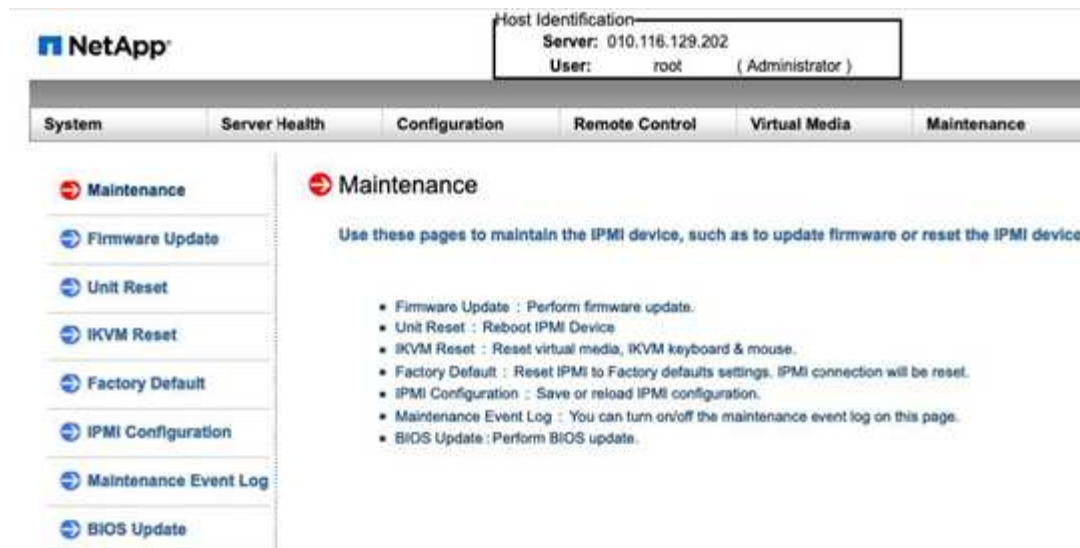 NetApp
Host Identification
Server: 010.116.129.202
User: root ( Administrator )
System Server Health Configuration Remote Control Virtual Media Maintenance
Maintenance
Firmware Update
Unit Reset
IKVM Reset
Factory Default
IPMI Configuration
Maintenance Event Log
BIOS Update
Maintenance
Use these pages to maintain the IPMI device, such as to update firmware or reset the IPMI device
Firmware Update : Perform firmware update.
Unit Reset : Reboot IPMI Device
IKVM Reset : Reset virtual media, IKVM keyboard & mouse.
Factory Default : Reset IPMI to Factory defaults settings. IPMI connection will be reset.
IPMI Configuration : Save or reload IPMI configuration.
Maintenance Event Log : You can turn on/off the maintenance event log on this page.
BIOS Update : Perform BIOS update.